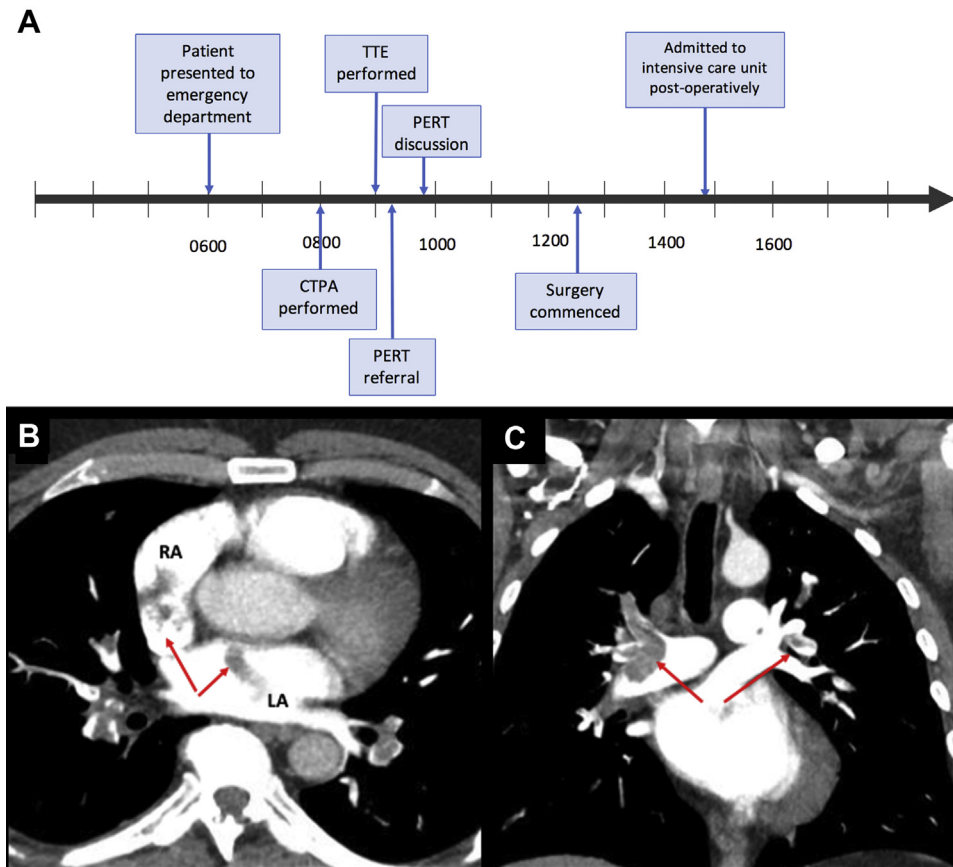 A
Patient
presented to
emergency
department
TTE
performed
PERT
discussion
Admitted to
intensive care unit
post-operatively
0600
0800
1000
1200
1400
1600
CTPA
performed
PERT
referral
Surgery
commenced
B
RA
LA
C